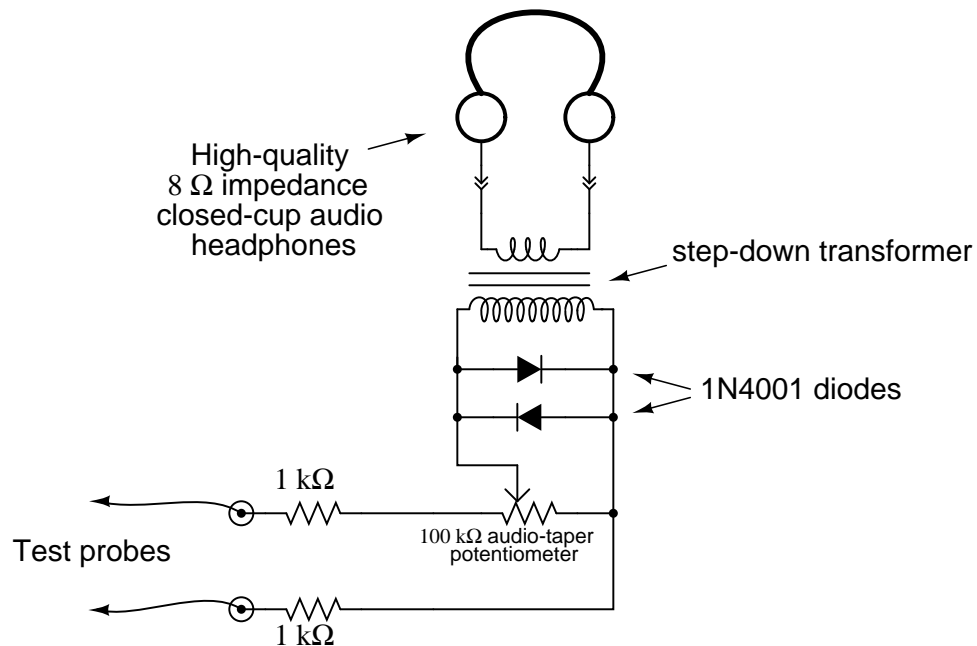 High-quality
8 Ω impedance
closed-cup audio
headphones
step-down transformer
1N4001 diodes
1 kΩ
100 kΩ audio-taper
potentiometer
Test probes
1 kΩ